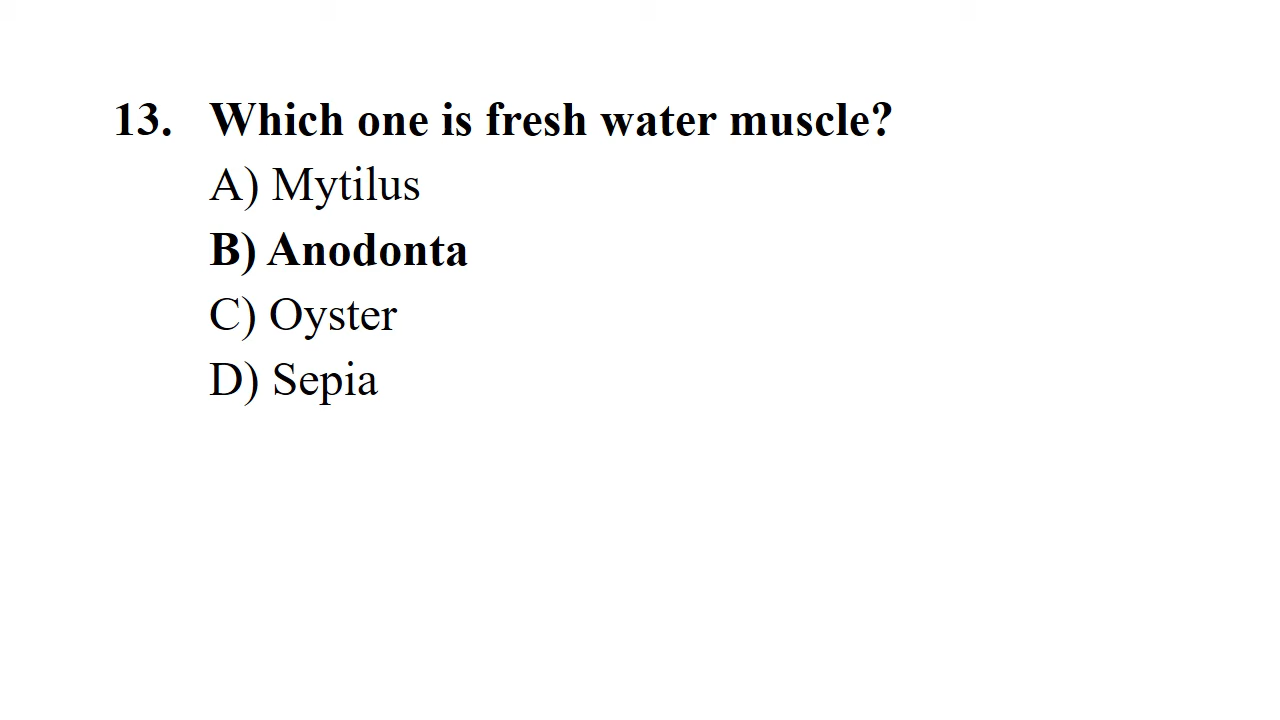 13. Which one is fresh water muscle?
A) Mytilus
B) Anodonta
C) Oyster
D) Sepia